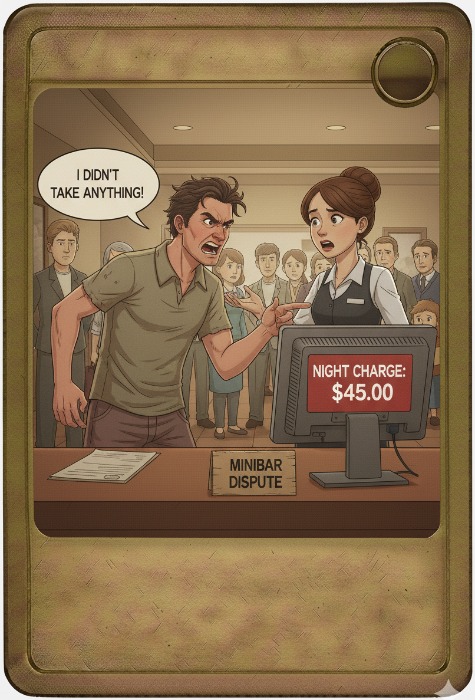 I DIDN'T
TAKE ANYTHING!
NIGHT CHARGE:
$45.00
MINIBAR
DISPUTE